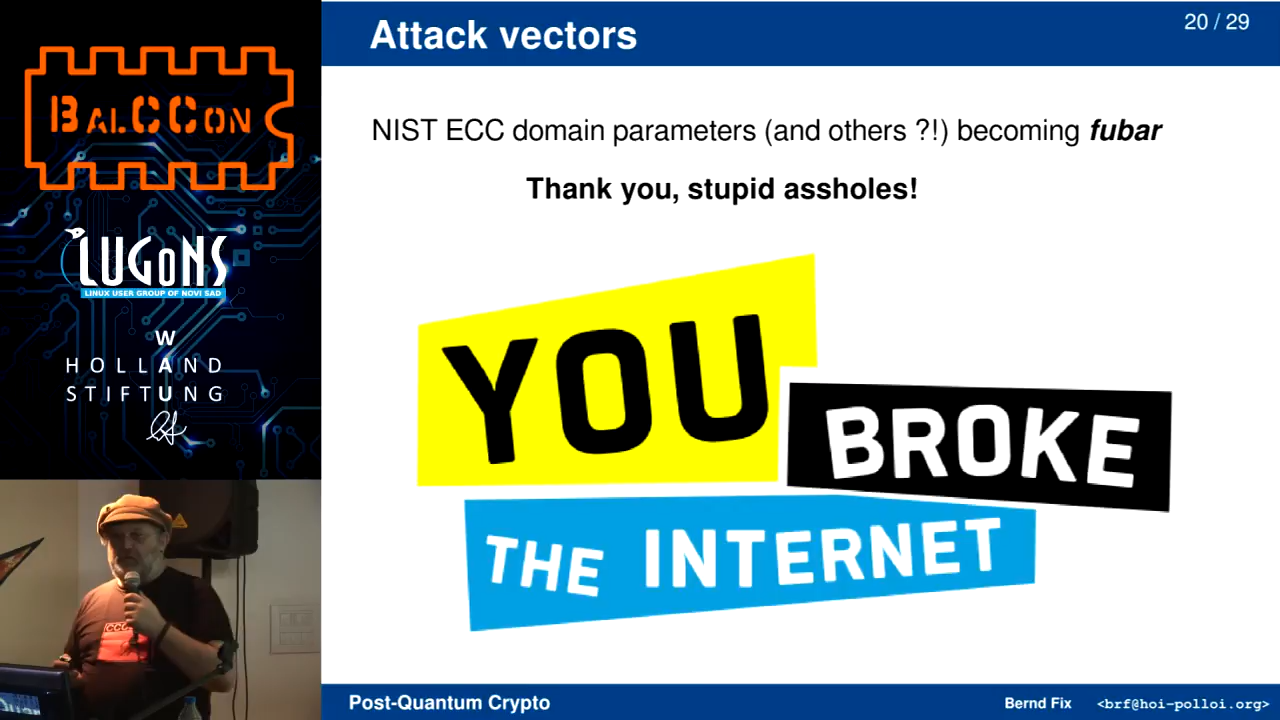 Attack vectors
20 / 29
BALCCON
NIST ECC domain parameters (and others ?!) becoming fubar
Thank you, stupid assholes!
LUGONS
LINUX USER GROUP OF NOVI SAD
W
HOLLAND
STIFTUNG
YOU
BROKE
THE INTERNET
CCC
Post-Quantum Crypto
Bernd Fix
<brf@hoi-polloi.org>